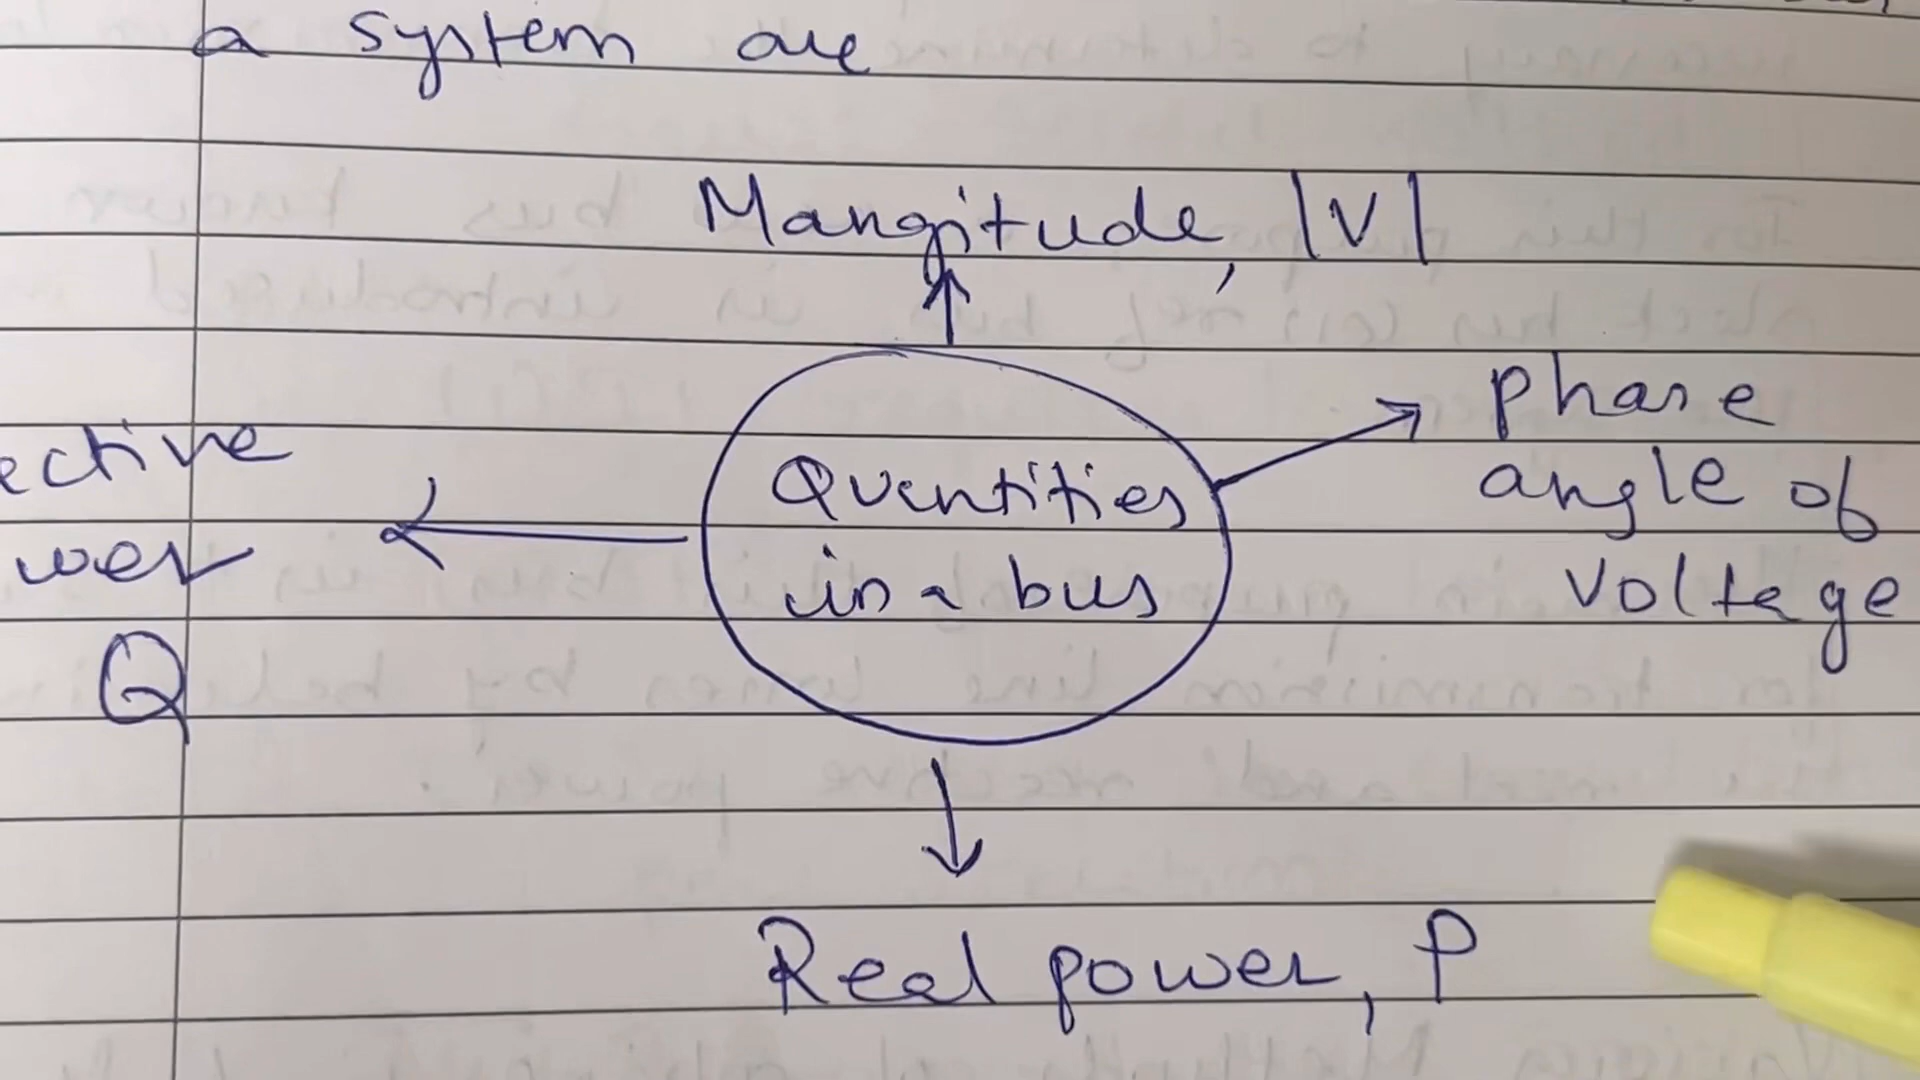 a system are
Mangitude, |V|
phase
angle of
voltage
ective
wer
Q
Quentities
in a bus
Real power, P